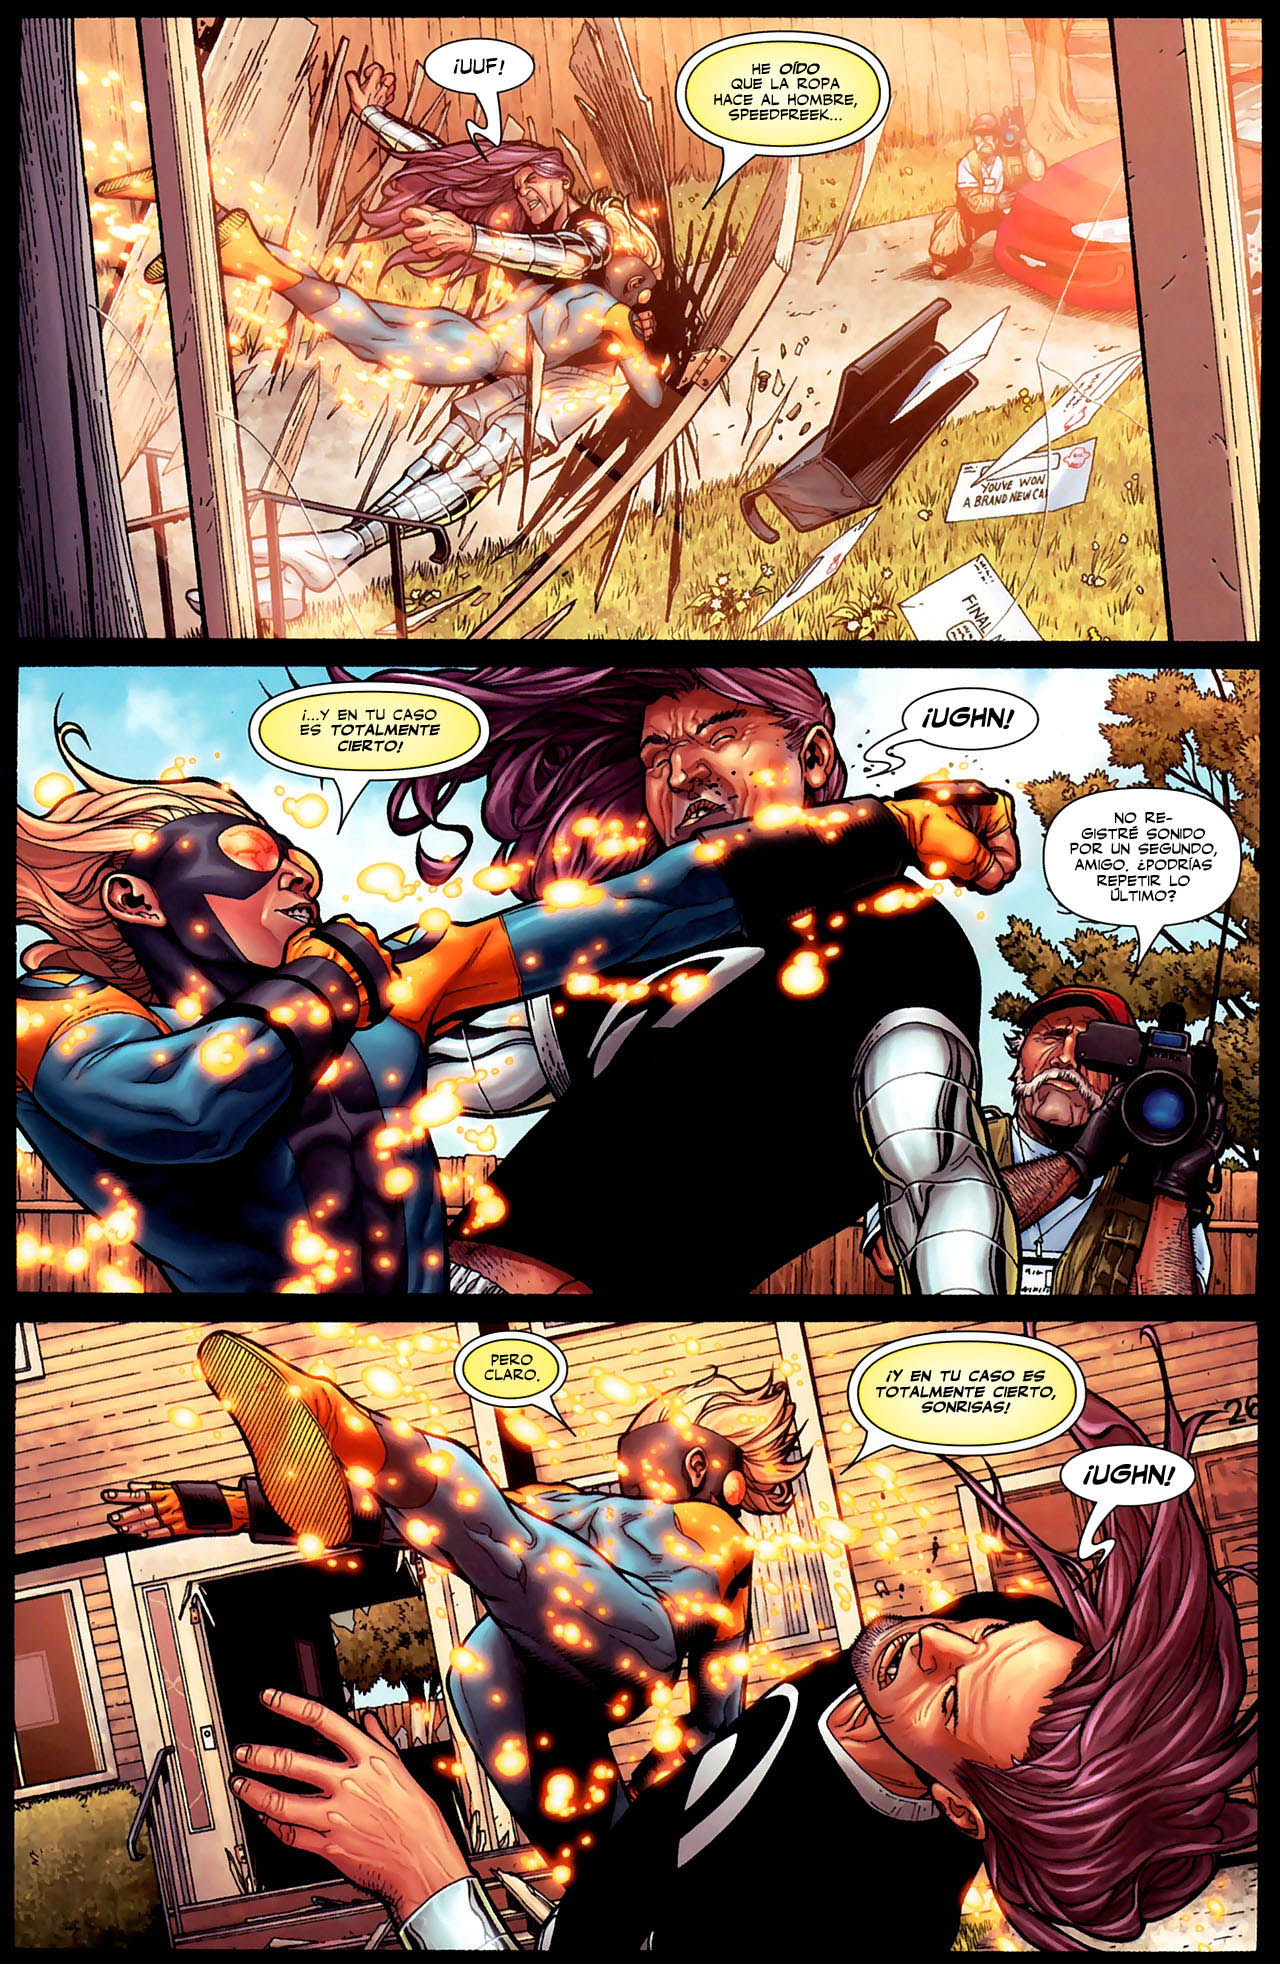 ¡UUF!
HE OÍDO
QUE LA ROPA
HACE AL HOMBRE,
SPEEDFREEK...
YOU'VE WON
A BRAND NEW CA
FINAL N
¡...Y EN TU CASO
ES TOTALMENTE
CIERTO!
¡UGHN!
NO RE-
GISTRÉ SONIDO
POR UN SEGUNDO,
AMIGO. ¿PODRÍAS
REPETIR LO
ÚLTIMO?
PERO
CLARO.
¡Y EN TU CASO ES
TOTALMENTE CIERTO,
SONRISAS!
26
¡UGHN!